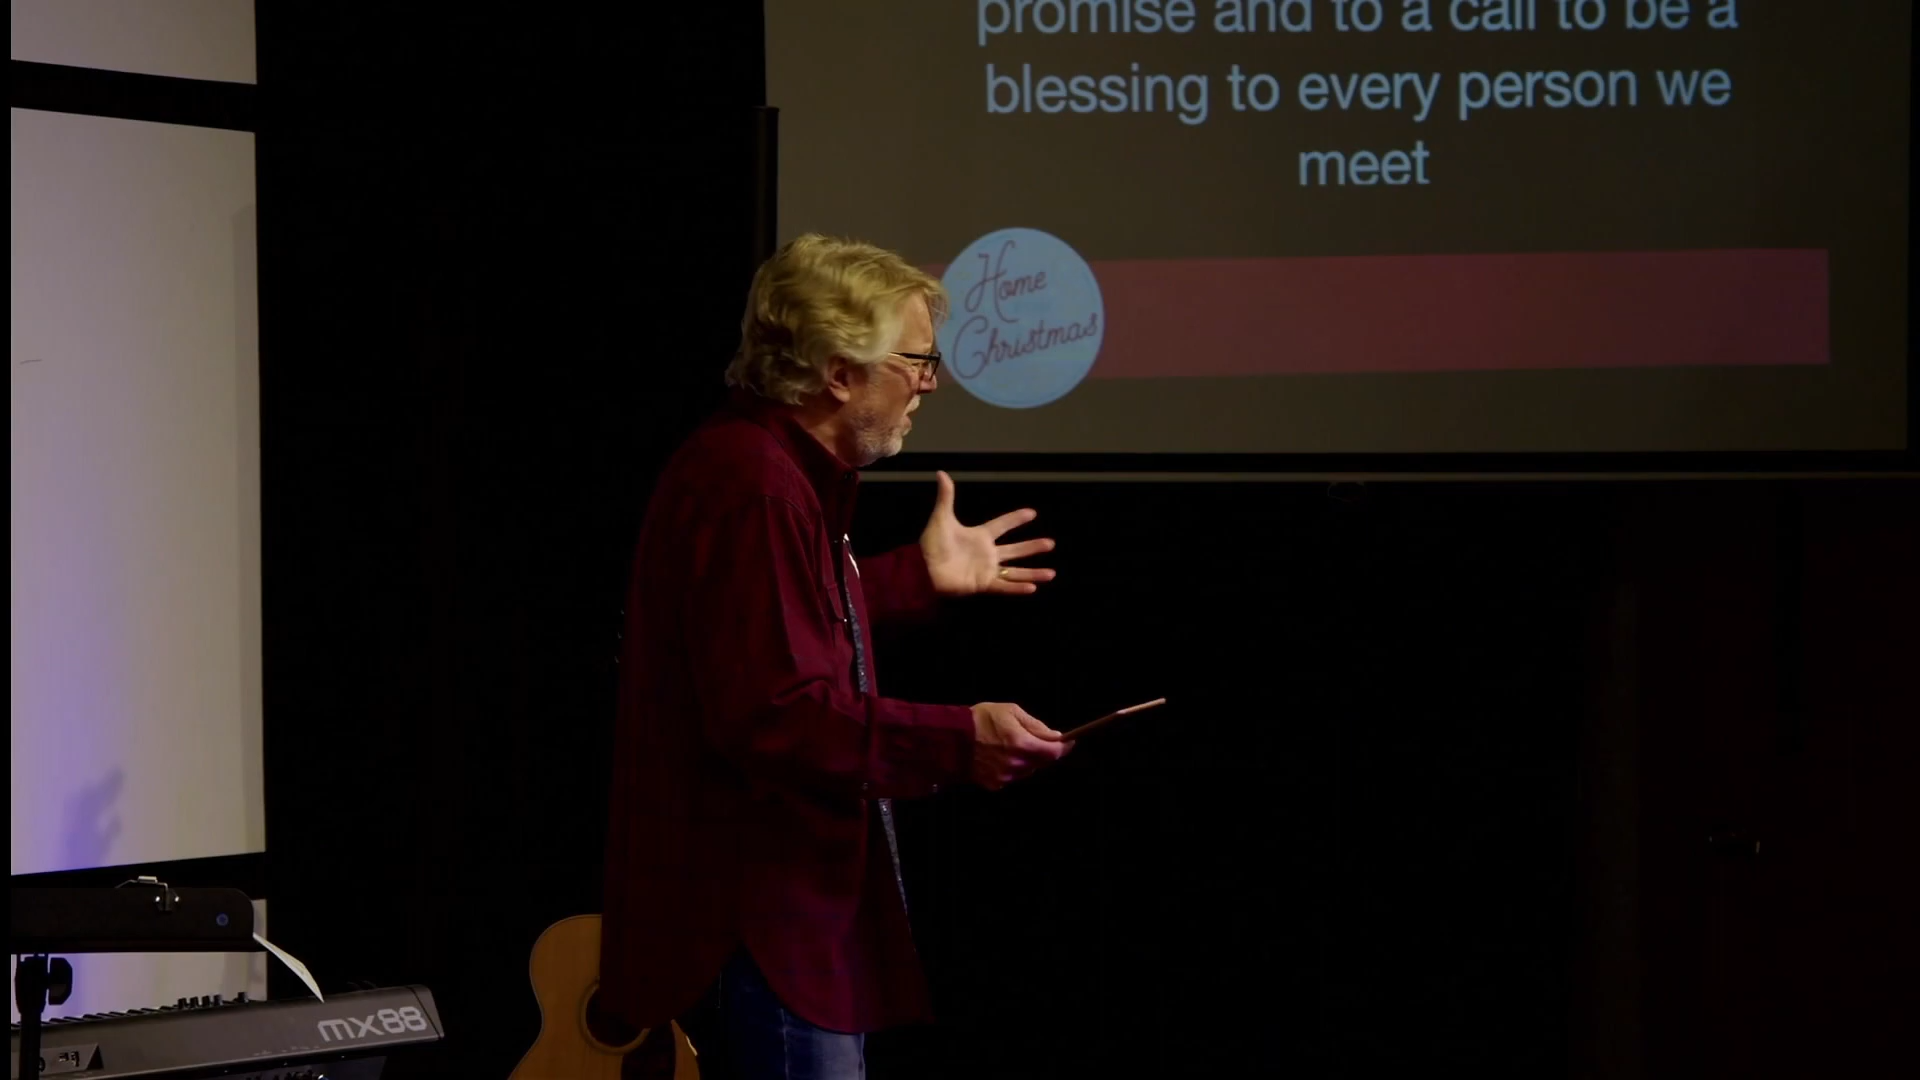 promise and to a call to be a
blessing to every person we
meet
Home
Christmas
mx88